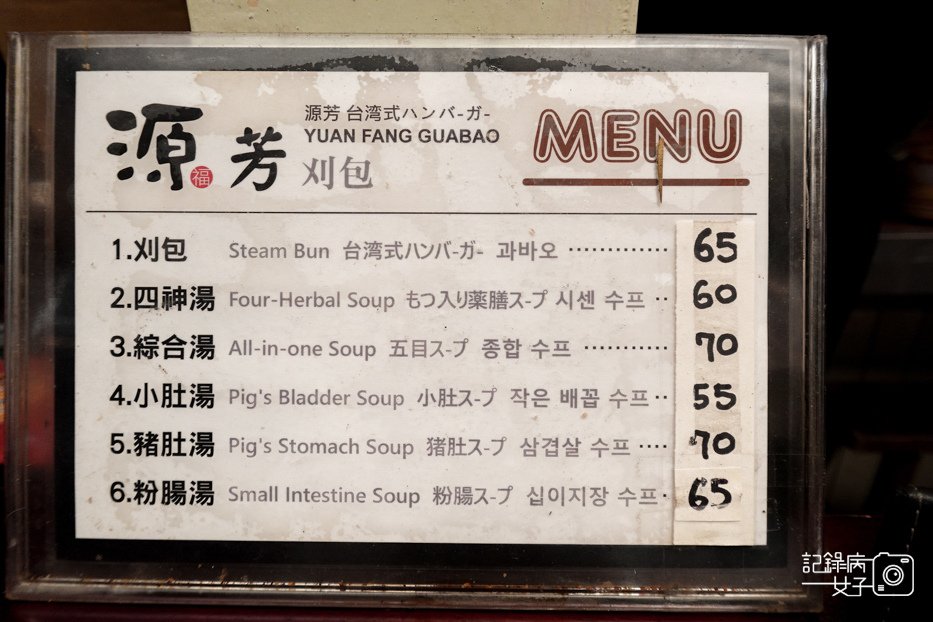 源芳
福
源芳 台湾式ハンバ-ガ-
YUAN FANG GUABAO
刈包
MENU
1.刈包 Steam Bun 台湾式ハンバ-ガ- 과바오 ············· 65
2.四神湯 Four-Herbal Soup もつ入り薬膳ス-プ 시센 수프 ·· 60
3.綜合湯 All-in-one Soup 五目ス-プ 종합 수프 ··········· 70
4.小肚湯 Pig's Bladder Soup 小肚ス-プ 작은 배꼽 수프 ·· 55
5.豬肚湯 Pig's Stomach Soup 猪肚ス-プ 삼겹살 수프 ···· 70
6.粉腸湯 Small Intestine Soup 粉腸ス-プ 십이지장 수프 · 65
記錄病
女子